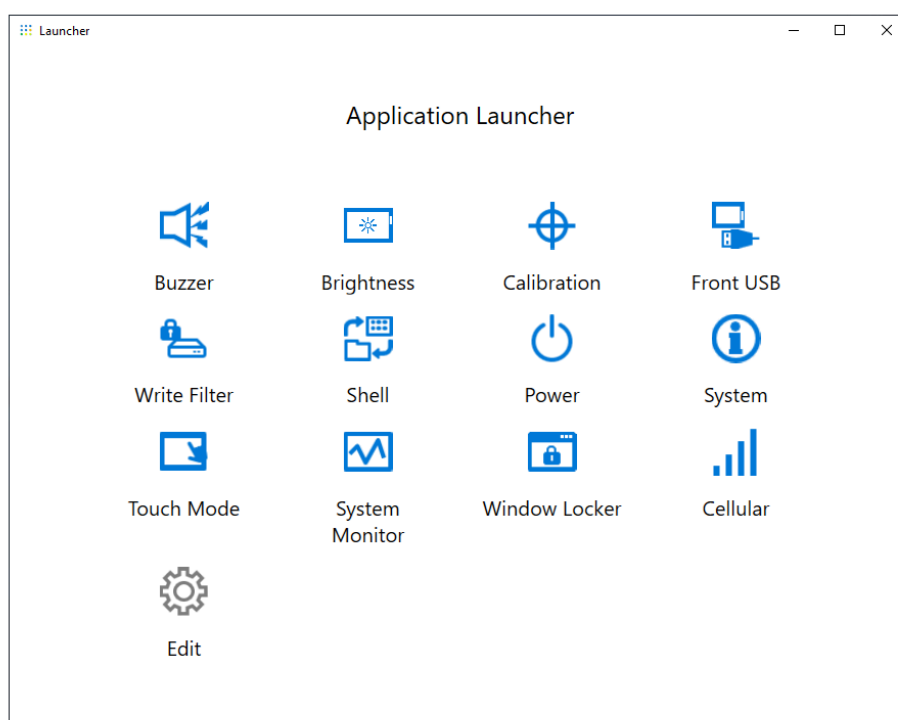 Launcher
Application Launcher
Buzzer
Brightness
Calibration
Front USB
Write Filter
Shell
Power
System
Touch Mode
System
Monitor
Window Locker
Cellular
Edit